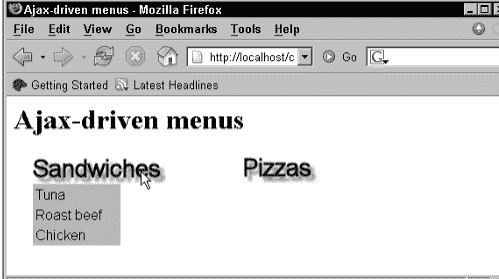 Ajax-driven menus - Mozilla Firefox
File Edit View Go Bookmarks Tools Help
http://localhost/c Go G
Getting Started Latest Headlines
Ajax-driven menus
Sandwiches Pizzas
Tuna
Roast beef
Chicken